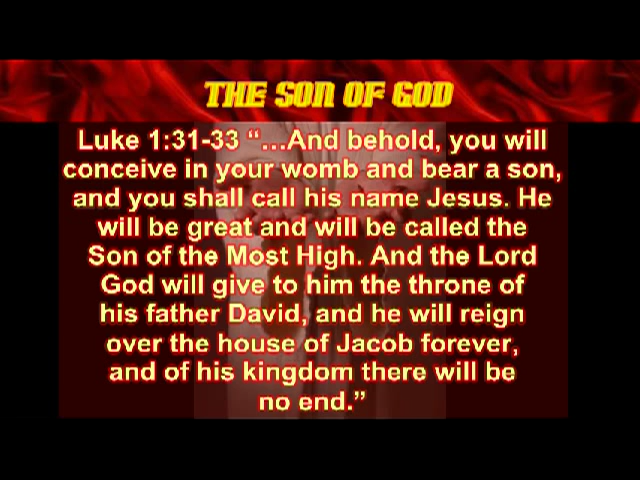 THE SON OF GOD
Luke 1:31-33 “...And behold, you will
conceive in your womb and bear a son,
and you shall call his name Jesus. He
will be great and will be called the
Son of the Most High. And the Lord
God will give to him the throne of
his father David, and he will reign
over the house of Jacob forever,
and of his kingdom there will be
no end.”